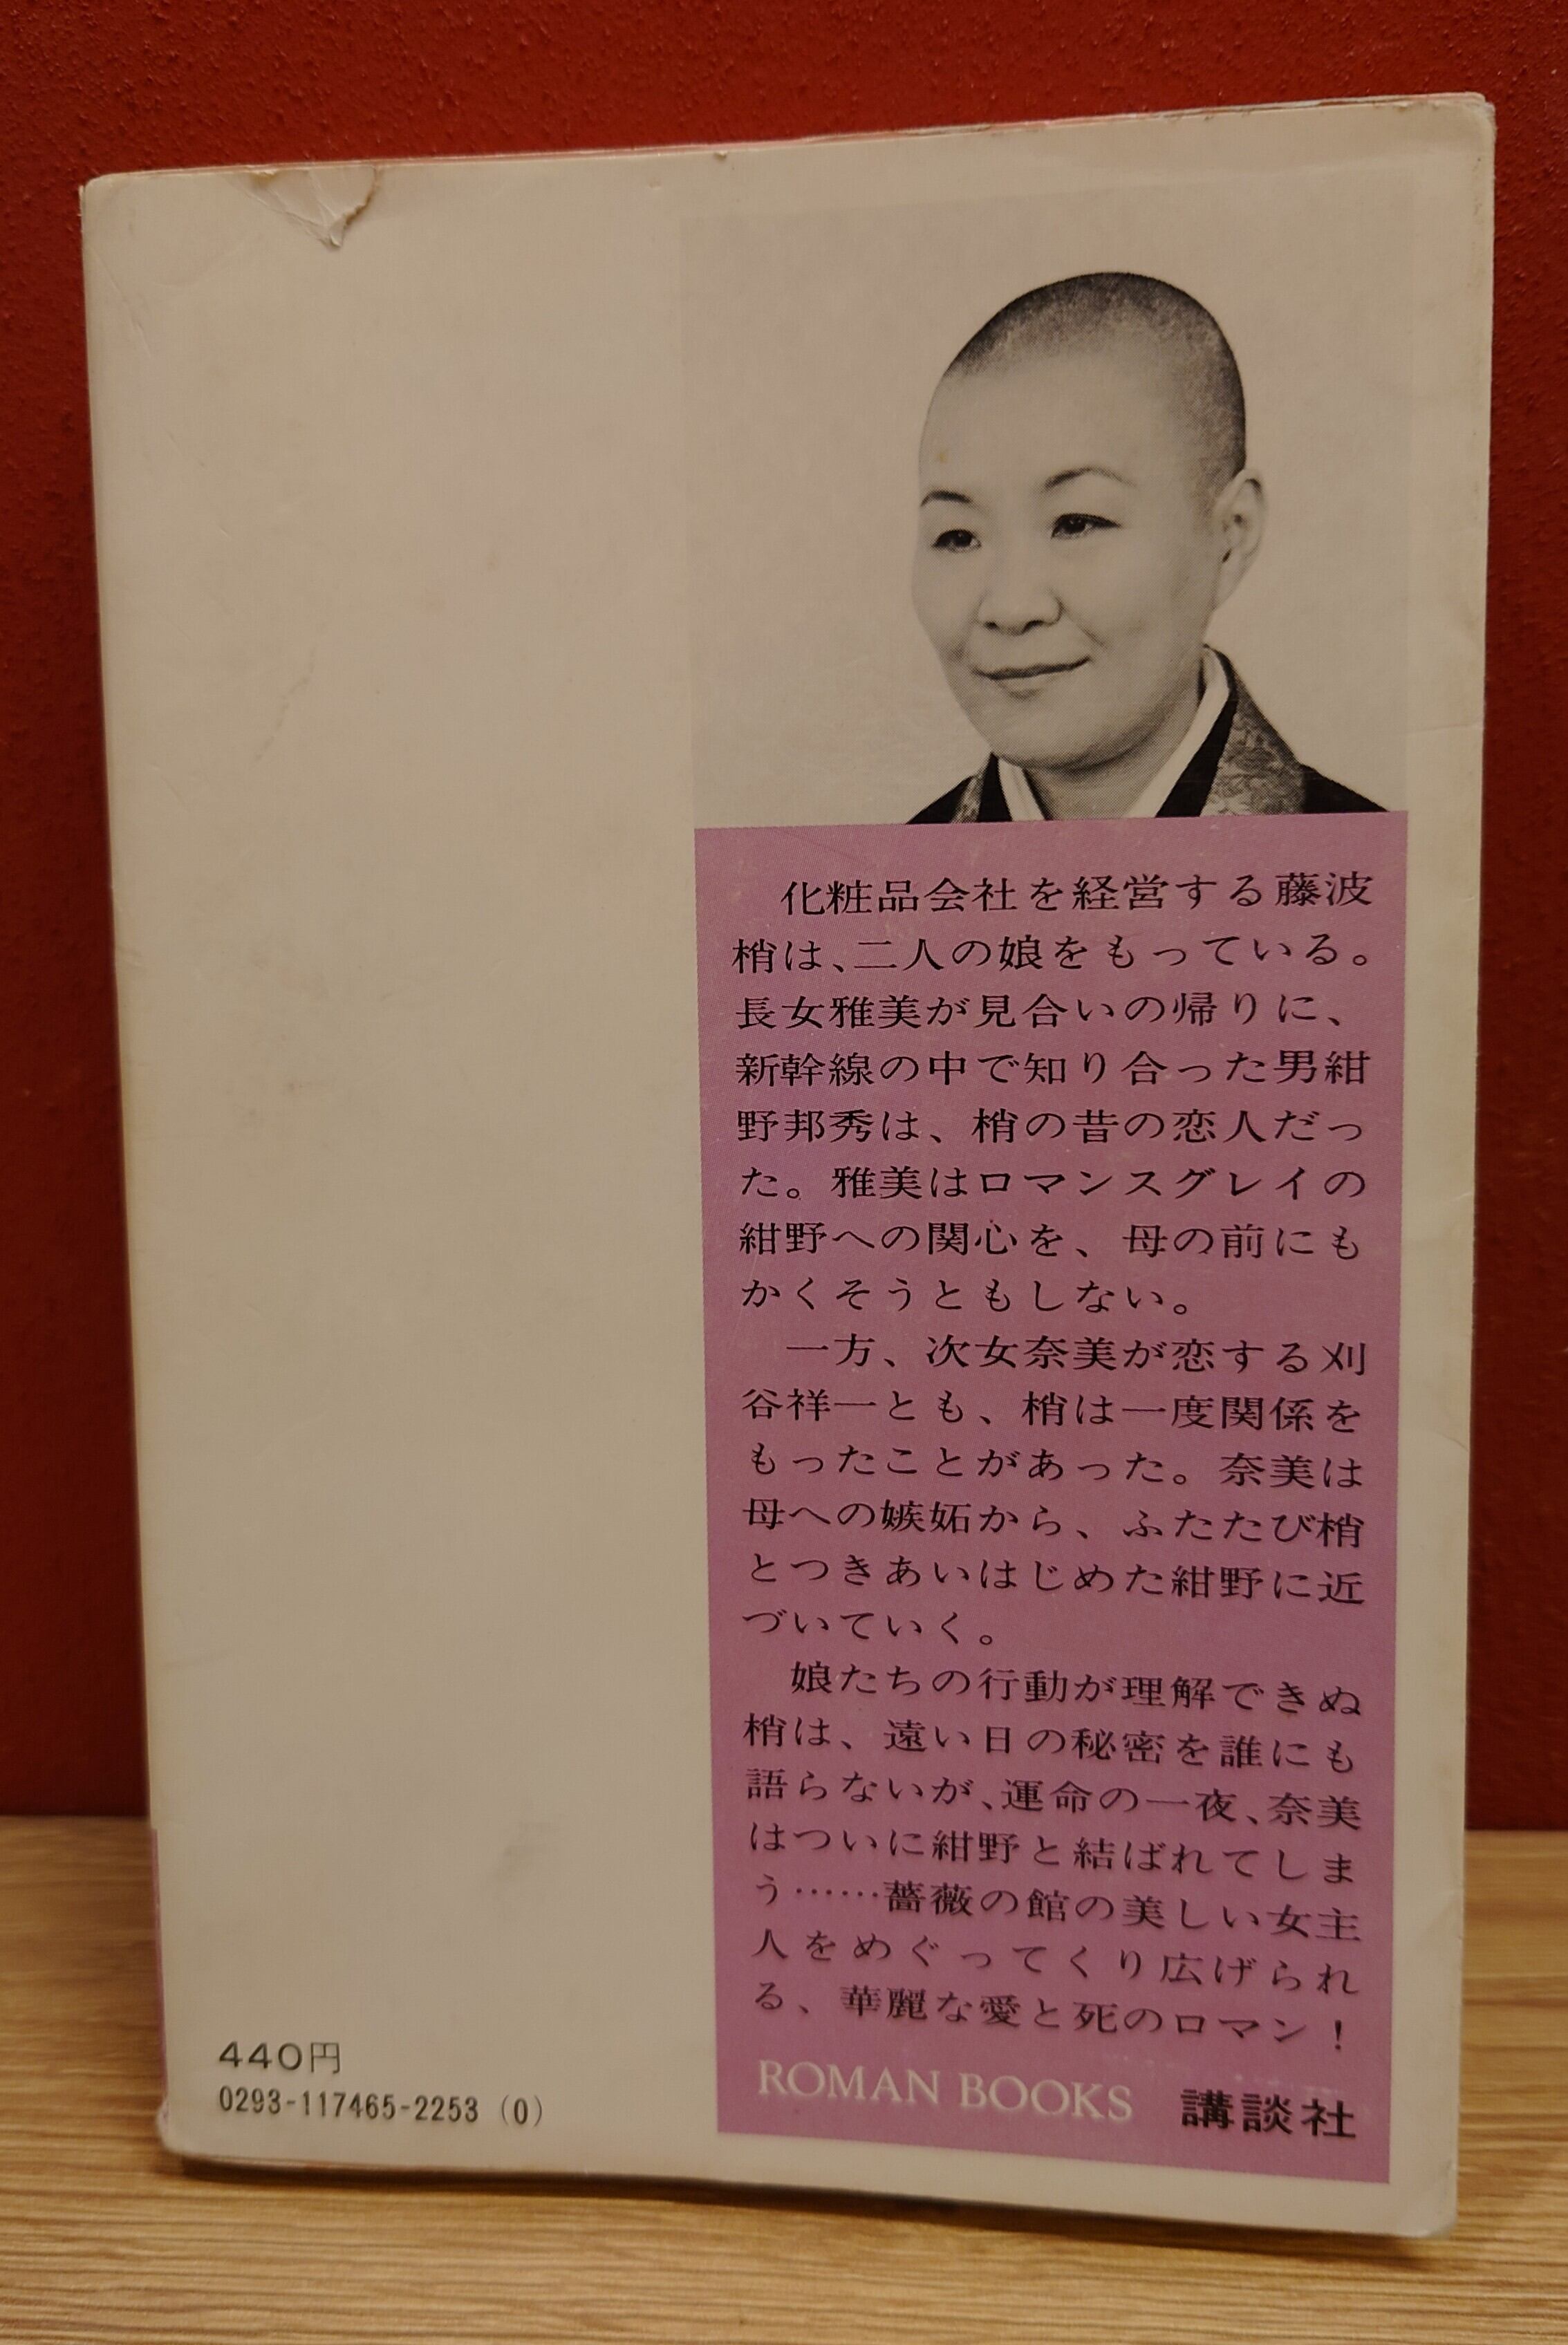 化粧品会社を経営する藤波
梢は、二人の娘をもっている。
長女雅美が見合いの帰りに、
新幹線の中で知り合った男紺
野邦秀は、梢の昔の恋人だっ
た。雅美はロマンスグレイの
紺野への関心を、母の前にも
かくそうともしない。
一方、次女奈美が恋する刈
谷祥一とも、梢は一度関係を
もったことがあった。奈美は
母への嫉妬から、ふたたび梢
とつきあいはじめた紺野に近
づいていく。
娘たちの行動が理解できぬ
梢は、遠い日の秘密を誰にも
語らないが、運命の一夜、奈美
はついに紺野と結ばれてしま
う……薔薇の館の美しい女主
人をめぐってくり広げられ
る、華麗な愛と死のロマン！
ROMAN BOOKS 講談社
440円
0293-117465-2253 (0)